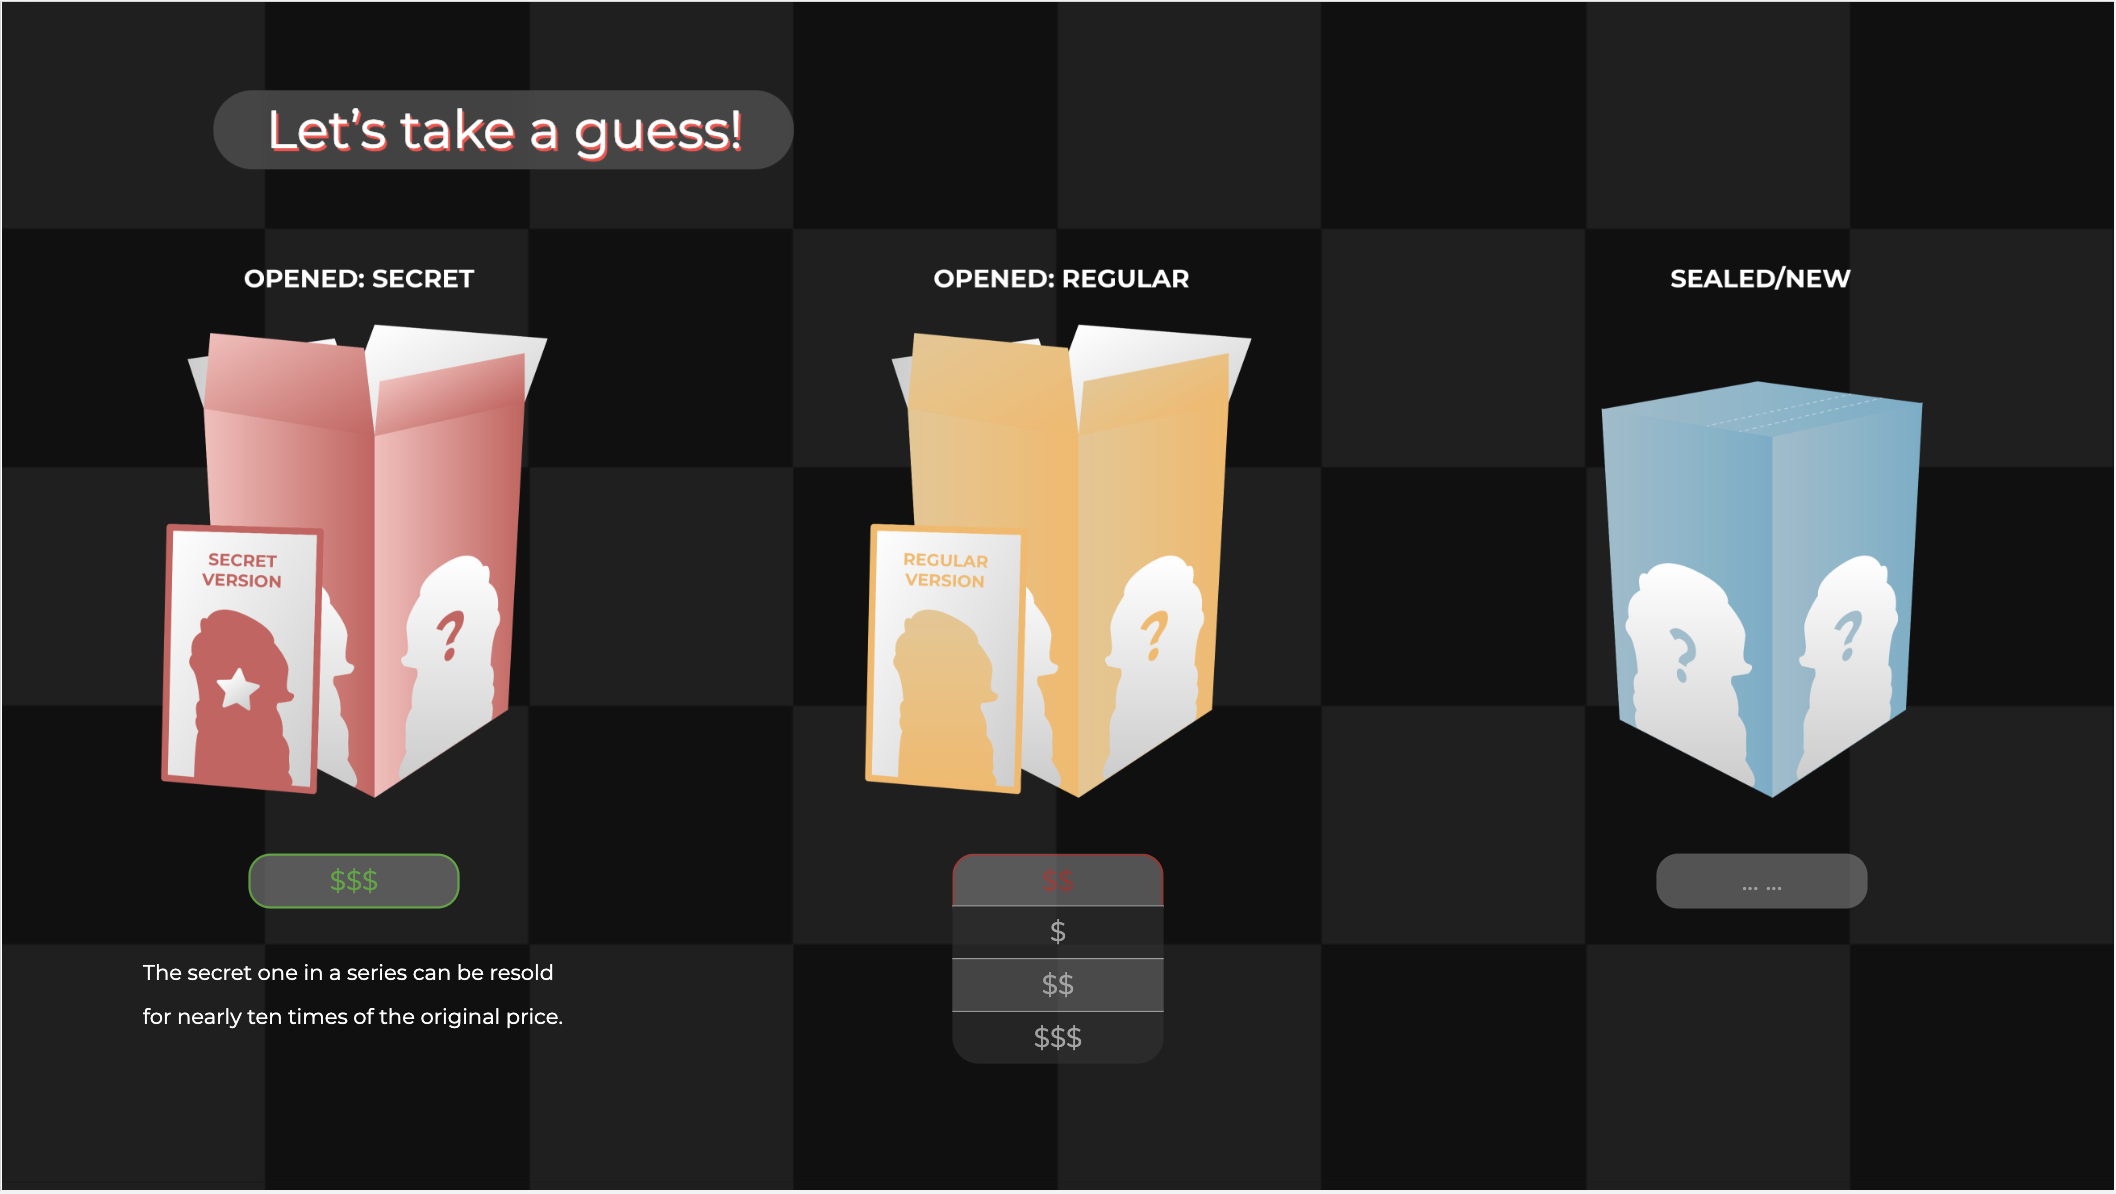 Let's take a guess!
OPENED: SECRET
OPENED: REGULAR
SEALED/NEW
SECRET
VERSION
?
REGULAR
VERSION
?
?
?
$$$
$$
... ...
$
$$
$$$
The secret one in a series can be resold
for nearly ten times of the original price.